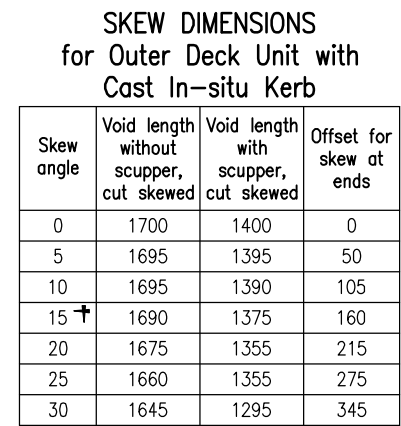 SKEW DIMENSIONS
for Outer Deck Unit with
Cast In-situ Kerb
Skew angle | Void length without scupper, cut skewed | Void length with scupper, cut skewed | Offset for skew at ends
0 | 1700 | 1400 | 0
5 | 1695 | 1395 | 50
10 | 1695 | 1390 | 105
15 ✝ | 1690 | 1375 | 160
20 | 1675 | 1355 | 215
25 | 1660 | 1355 | 275
30 | 1645 | 1295 | 345